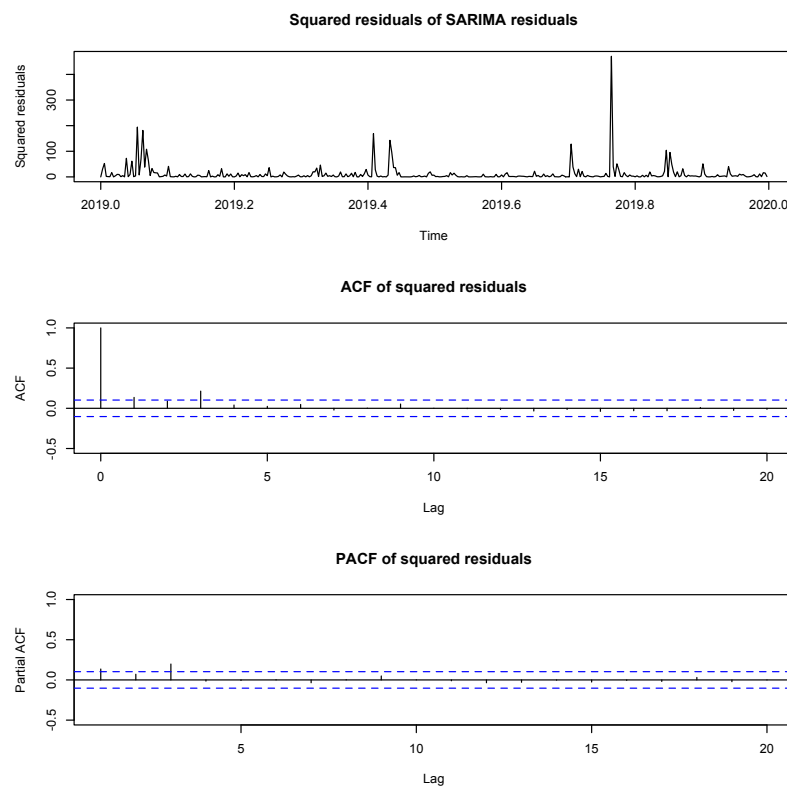 Squared residuals of SARIMA residuals
Squared residuals
0 100 300
2019.0 2019.2 2019.4 2019.6 2019.8 2020.0
Time
ACF of squared residuals
ACF
-0.5 0.0 0.5 1.0
0 5 10 15 20
Lag
PACF of squared residuals
Partial ACF
-0.5 0.0 0.5 1.0
5 10 15 20
Lag